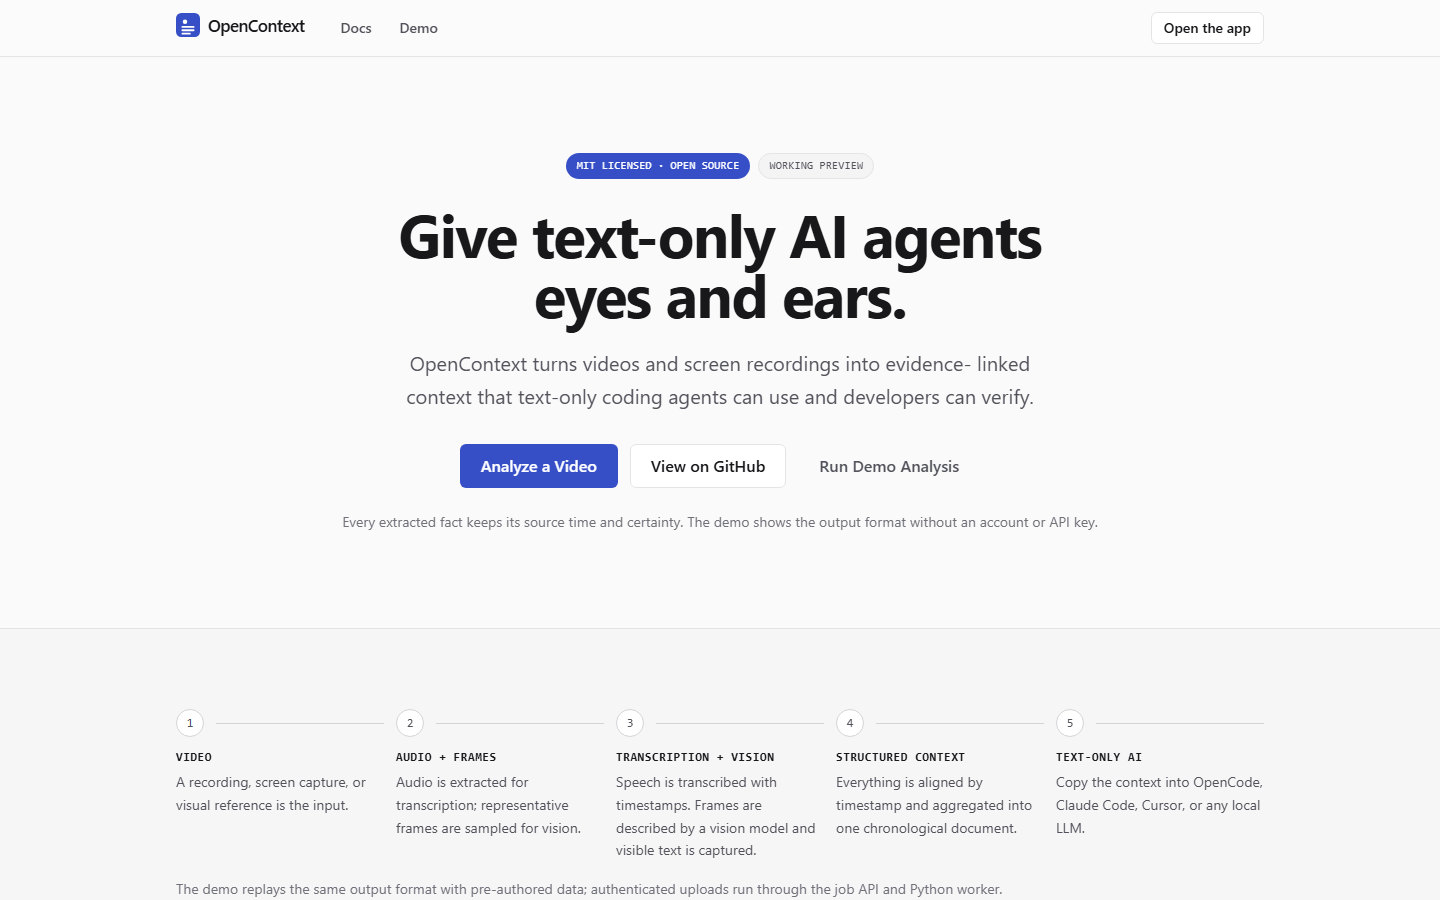 OpenContext
Docs
Demo
Open the app
MIT LICENSED · OPEN SOURCE
WORKING PREVIEW
Give text-only AI agents
eyes and ears.
OpenContext turns videos and screen recordings into evidence- linked
context that text-only coding agents can use and developers can verify.
Analyze a Video
View on GitHub
Run Demo Analysis
Every extracted fact keeps its source time and certainty. The demo shows the output format without an account or API key.
1
VIDEO
A recording, screen capture, or
visual reference is the input.
2
AUDIO + FRAMES
Audio is extracted for
transcription; representative
frames are sampled for vision.
3
TRANSCRIPTION + VISION
Speech is transcribed with
timestamps. Frames are
described by a vision model and
visible text is captured.
4
STRUCTURED CONTEXT
Everything is aligned by
timestamp and aggregated into
one chronological document.
5
TEXT-ONLY AI
Copy the context into OpenCode,
Claude Code, Cursor, or any local
LLM.
The demo replays the same output format with pre-authored data; authenticated uploads run through the job API and Python worker.